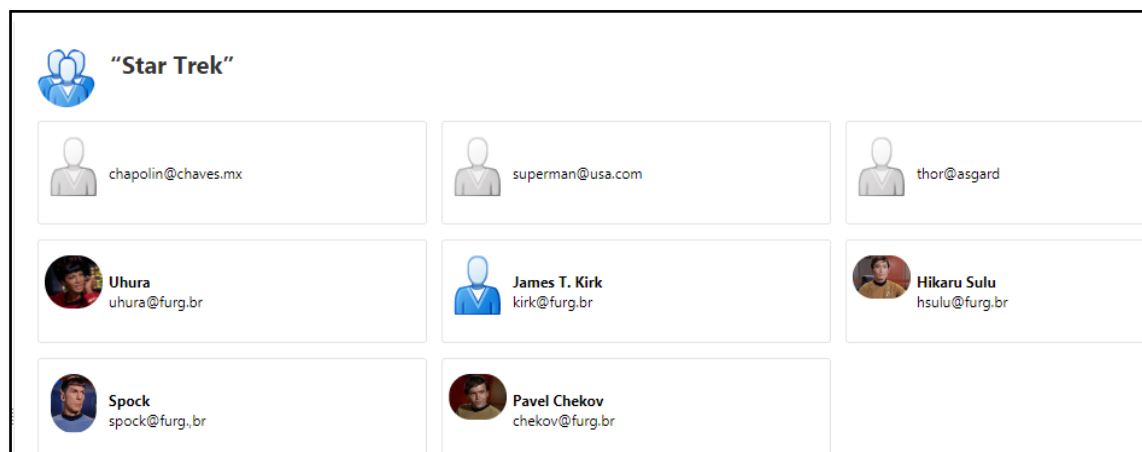 “Star Trek”
chapolin@chaves.mx
superman@usa.com
thor@asgard
Uhura
uhura@furg.br
James T. Kirk
kirk@furg.br
Hikaru Sulu
hsulu@furg.br
Spock
spock@furg.,br
Pavel Chekov
chekov@furg.br